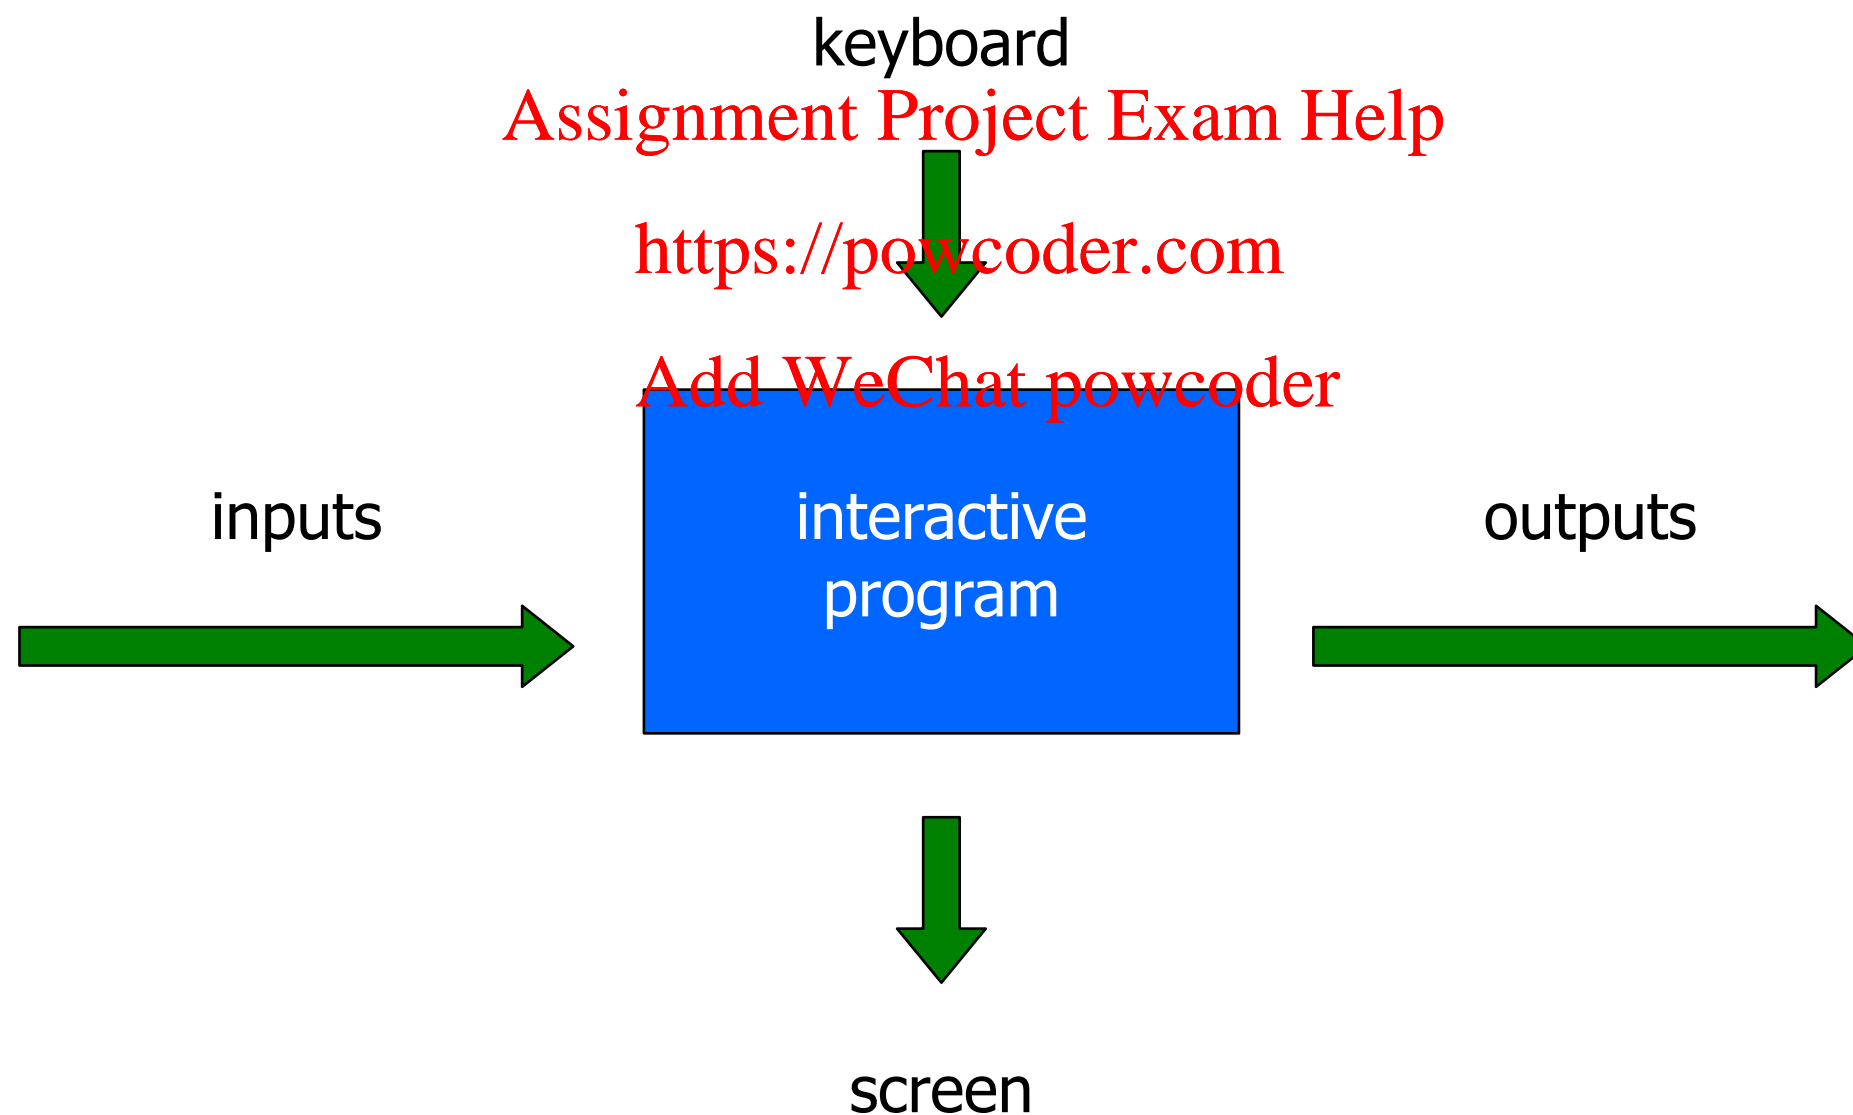 keyboard
Assignment Project Exam Help
https://powcoder.com
Add WeChat powcoder
inputs
interactive
program
outputs
screen